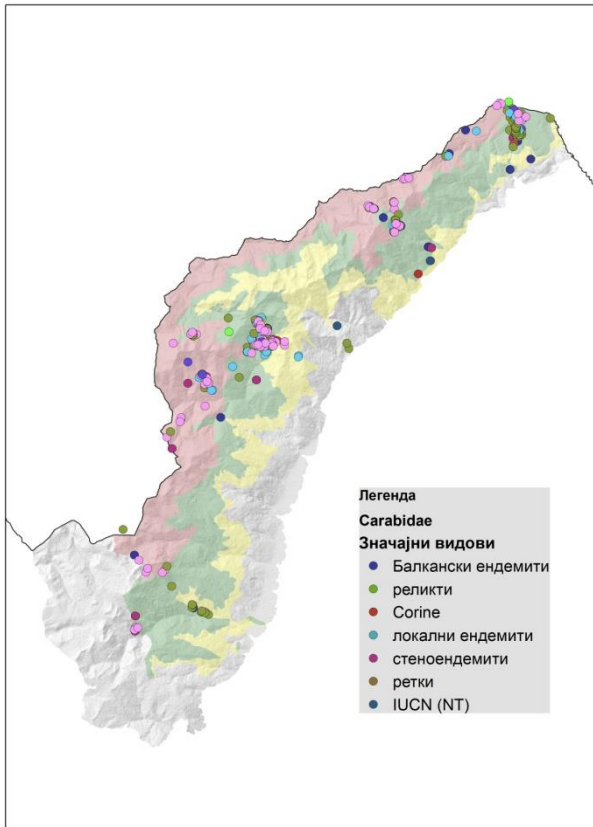 Легенда
Carabidae
Значајни видови
Балкански ендемити
реликти
Corine
локални ендемити
стеноендемити
ретки
IUCN (NT)